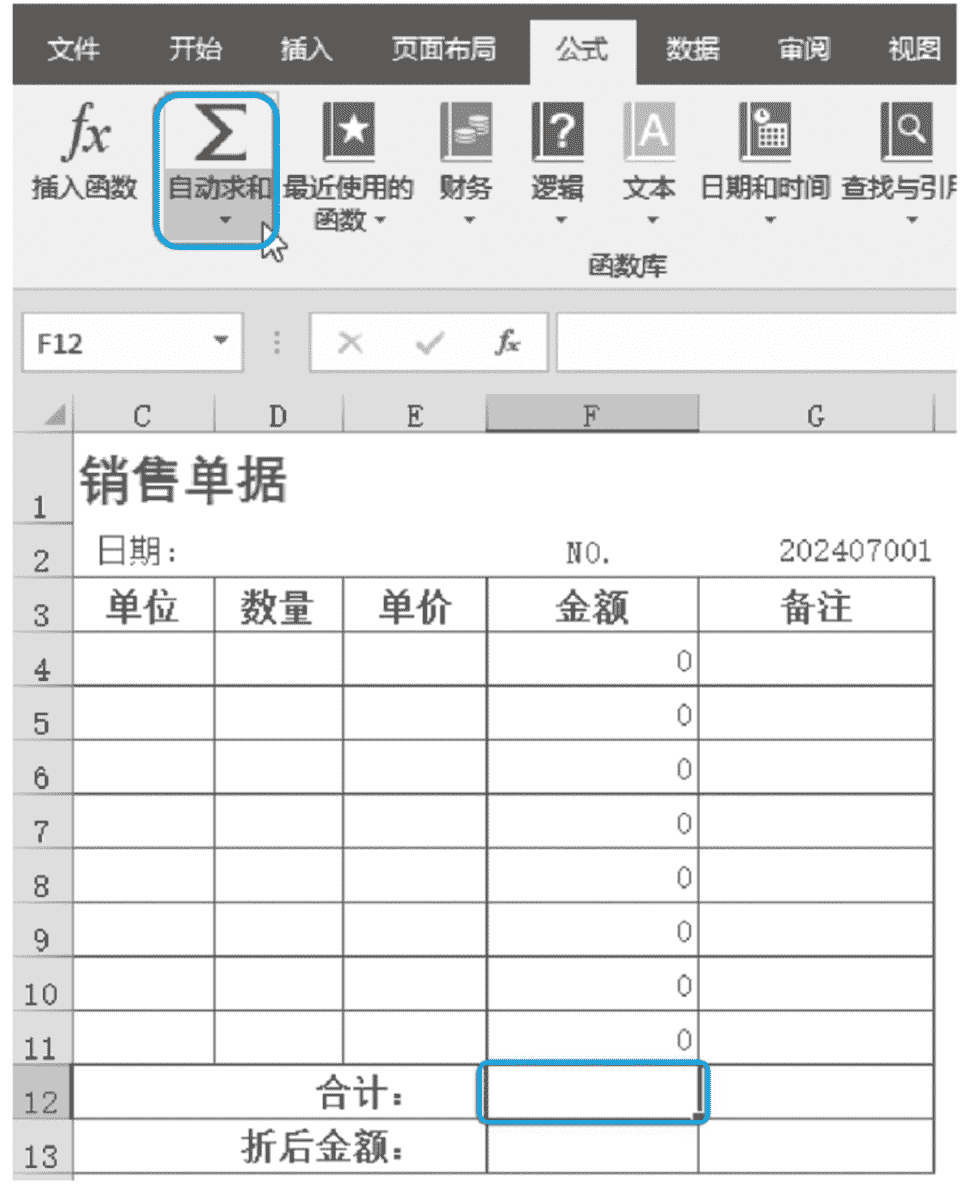 文件 开始 插入 页面布局 公式 数据 审阅 视图
fx Σ ? A
插入函数 自动求和 最近使用的 财务 逻辑 文本 日期和时间 查找与引用
函数
函数库
F12 fx
C D E F G
1 销售单据
2 日期： NO. 202407001
3 单位 数量 单价 金额 备注
4 0
5 0
6 0
7 0
8 0
9 0
10 0
11 0
12 合计：
13 折后金额：